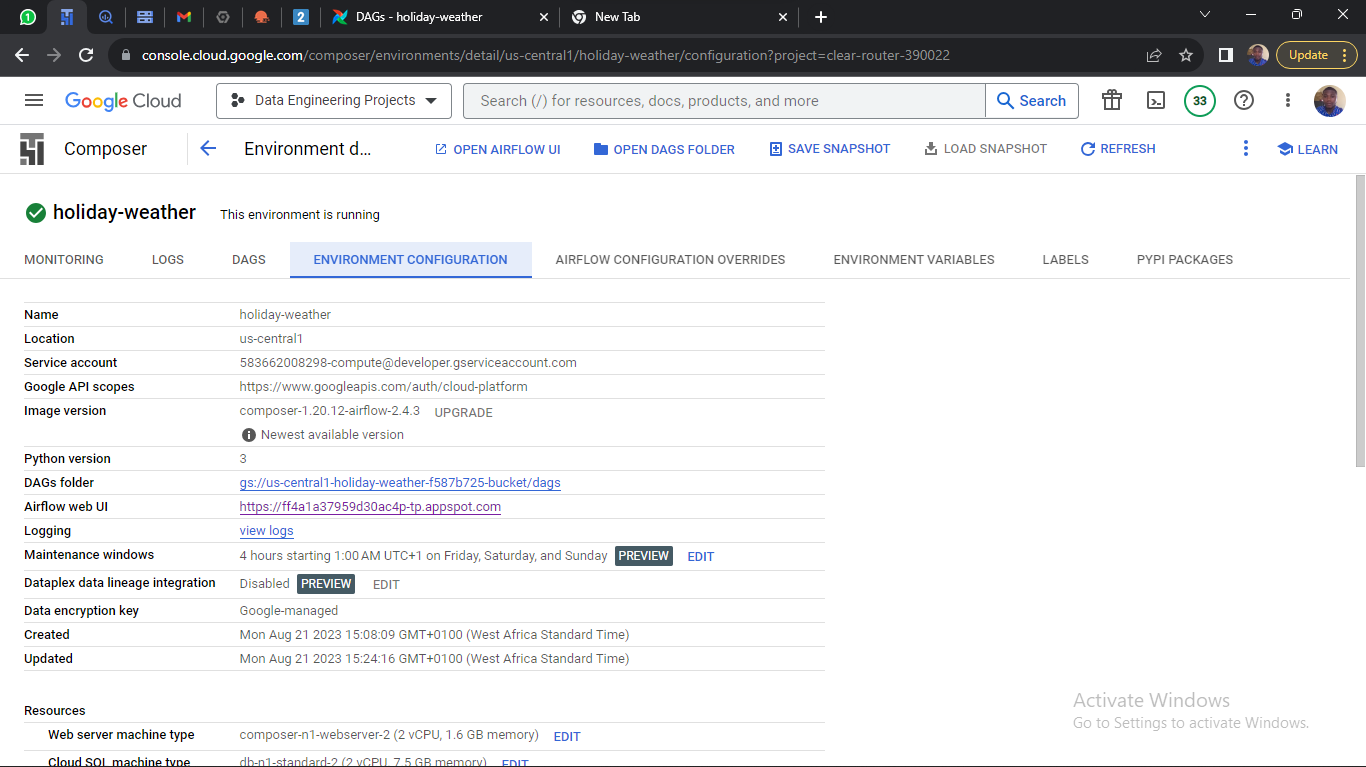 1
2
DAGs - holiday-weather
New Tab
console.cloud.google.com/composer/environments/detail/us-central1/holiday-weather/configuration?project=clear-router-390022
Update
Google Cloud
Data Engineering Projects
Search (/) for resources, docs, products, and more
Search
33
Composer
Environment d...
OPEN AIRFLOW UI
OPEN DAGS FOLDER
SAVE SNAPSHOT
LOAD SNAPSHOT
REFRESH
LEARN
holiday-weather
This environment is running
MONITORING
LOGS
DAGS
ENVIRONMENT CONFIGURATION
AIRFLOW CONFIGURATION OVERRIDES
ENVIRONMENT VARIABLES
LABELS
PYPI PACKAGES
Name holiday-weather
Location us-central1
Service account 583662008298-compute@developer.gserviceaccount.com
Google API scopes https://www.googleapis.com/auth/cloud-platform
Image version composer-1.20.12-airflow-2.4.3 UPGRADE
Newest available version
Python version 3
DAGs folder gs://us-central1-holiday-weather-f587b725-bucket/dags
Airflow web UI https://ff4a1a37959d30ac4p-tp.appspot.com
Logging view logs
Maintenance windows 4 hours starting 1:00 AM UTC+1 on Friday, Saturday, and Sunday PREVIEW EDIT
Dataplex data lineage integration Disabled PREVIEW EDIT
Data encryption key Google-managed
Created Mon Aug 21 2023 15:08:09 GMT+0100 (West Africa Standard Time)
Updated Mon Aug 21 2023 15:24:16 GMT+0100 (West Africa Standard Time)
Resources
Web server machine type composer-n1-webserver-2 (2 vCPU, 1.6 GB memory) EDIT
Cloud SQL machine type db-n1-standard-2 (2 vCPU, 7.5 GB memory) EDIT
Activate Windows
Go to Settings to activate Windows.